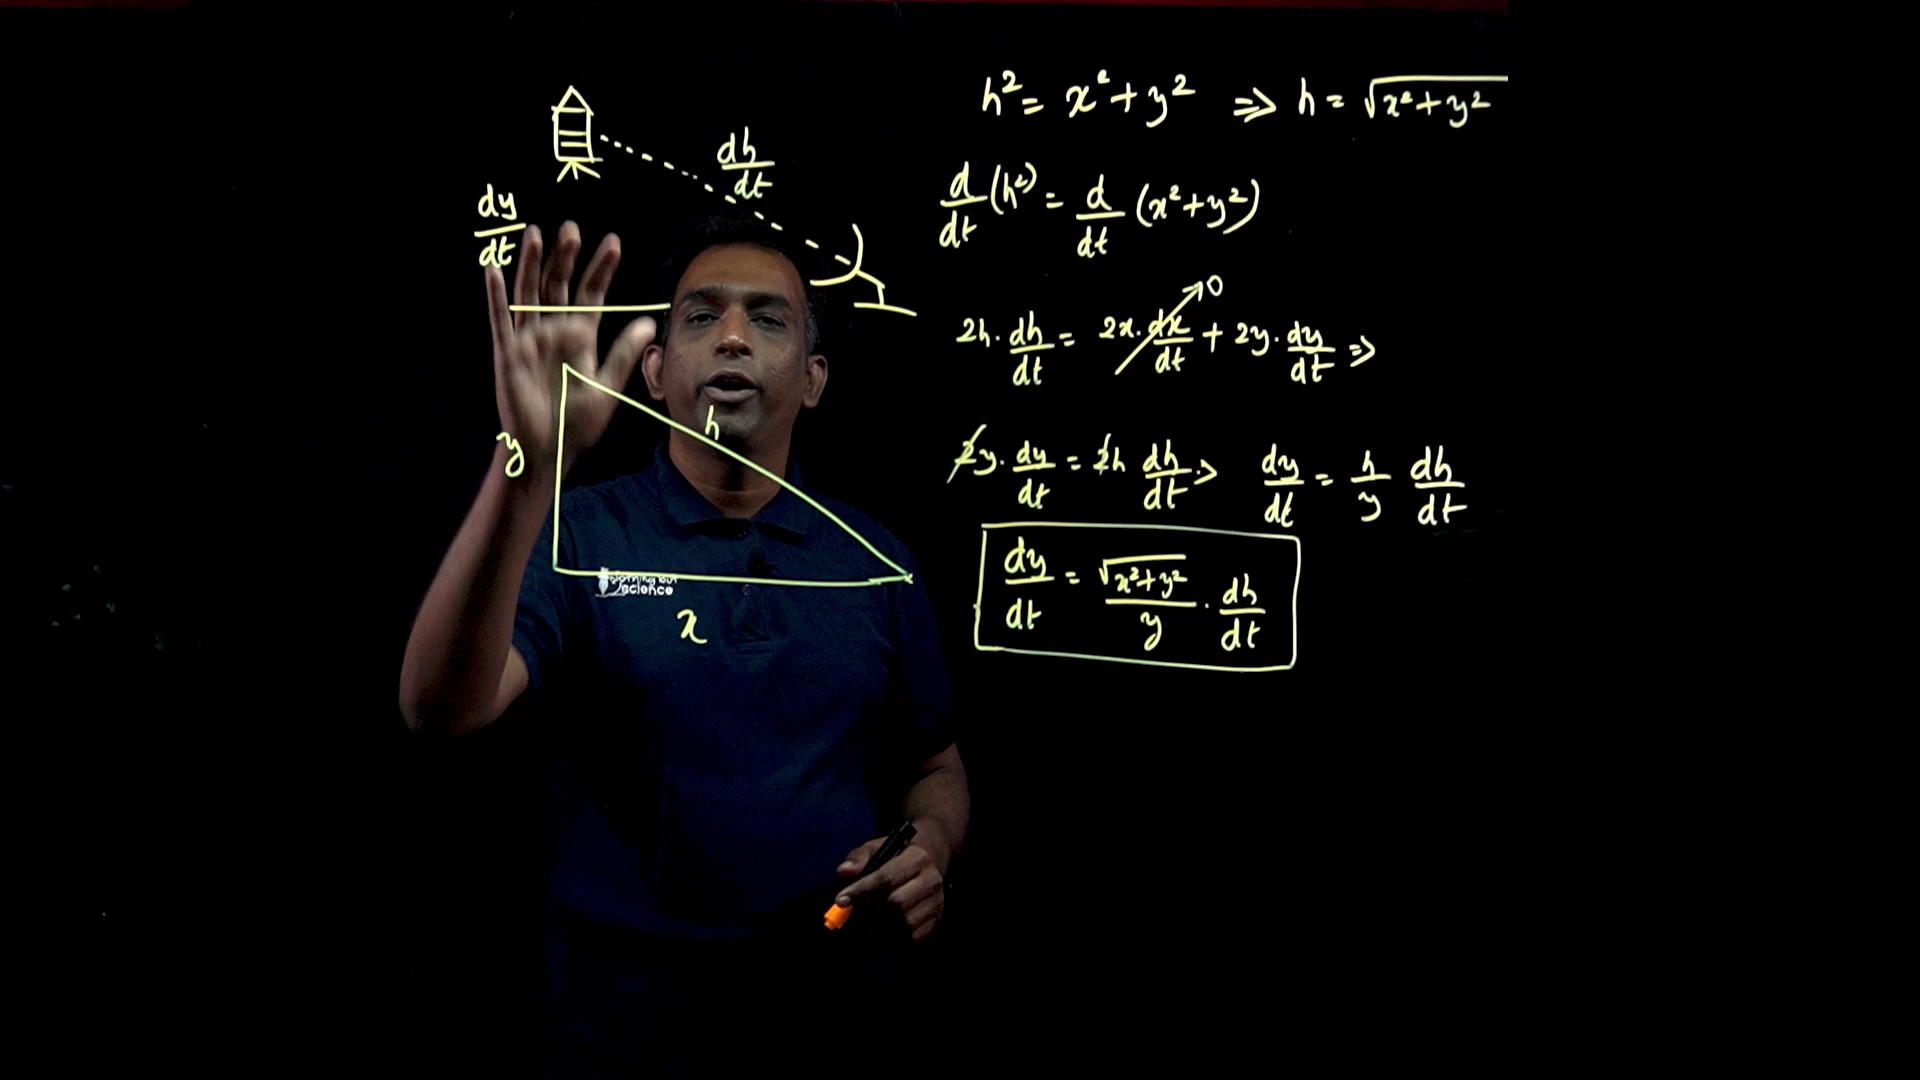 h² = x² + y² ⇒ h = √x² + y²
d/dt (h²) = d/dt (x² + y²)
2h · dh/dt = 2x · dx/dt + 2y · dy/dt ⇒
0
2y · dy/dt = 2h dh/dt ⇒ dy/dt = h/y dh/dt
dy/dt = √x² + y²/y · dh/dt
dh/dt
dy/dt
h
y
x
nothing but
science